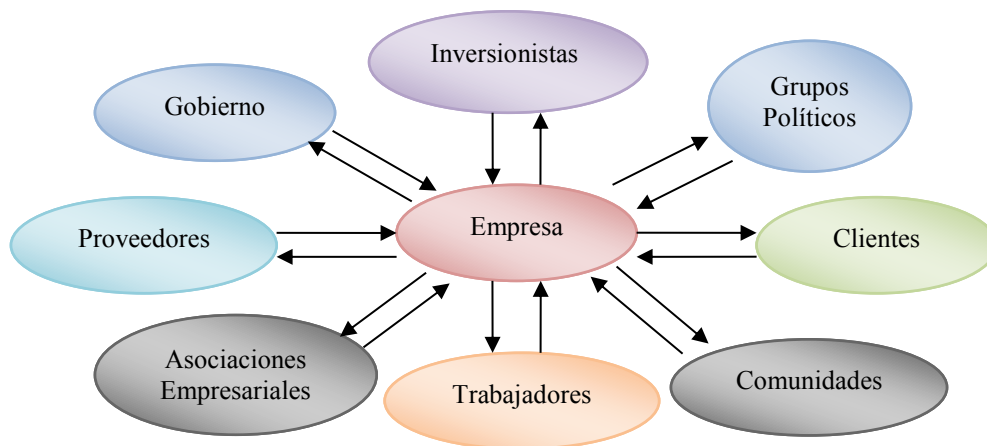 Inversionistas
Grupos
Políticos
Gobierno
Empresa
Proveedores
Clientes
Asociaciones
Empresariales
Trabajadores
Comunidades